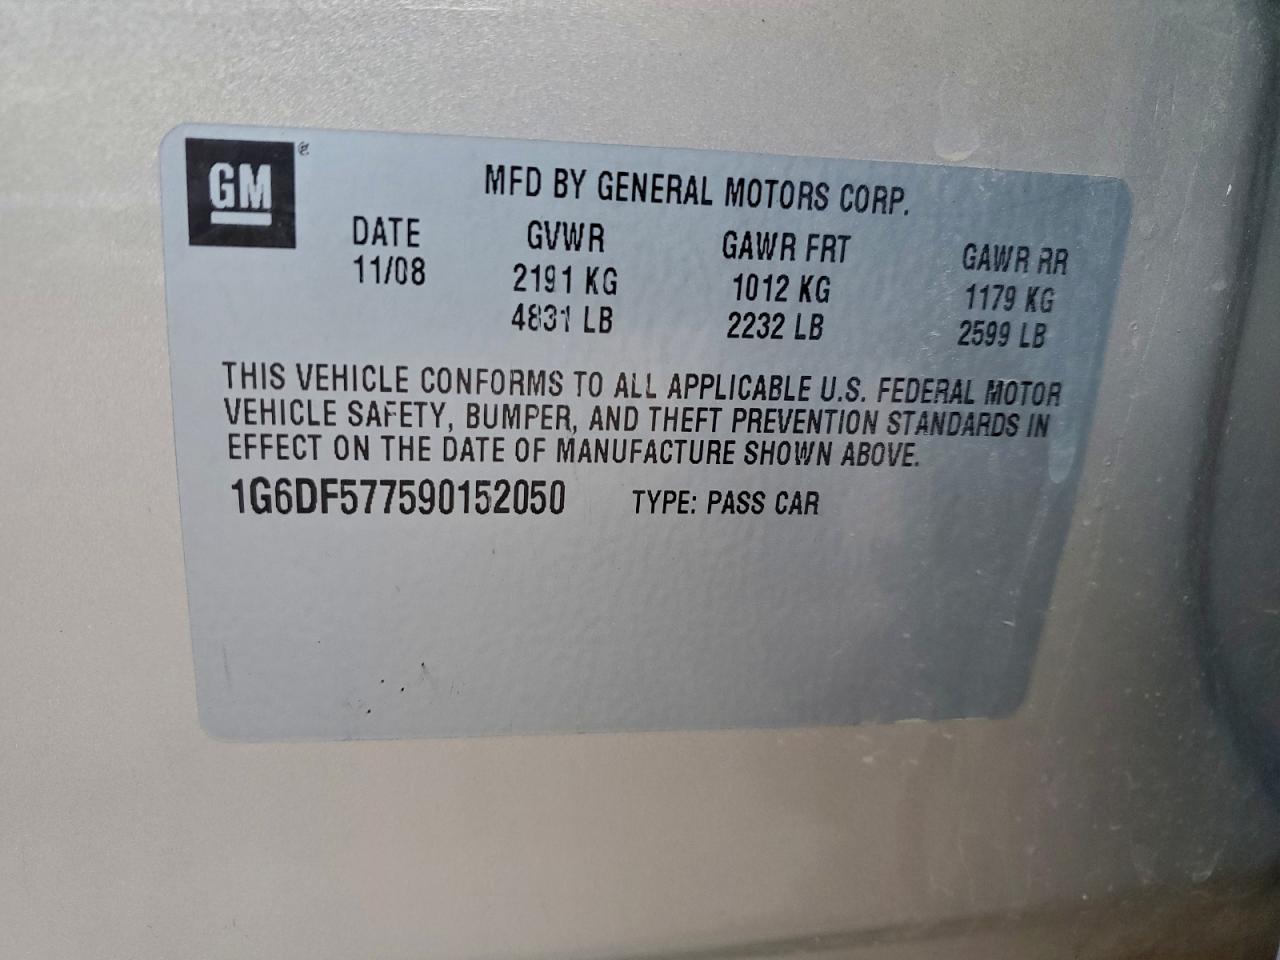 GM ®
MFD BY GENERAL MOTORS CORP.
DATE GVWR GAWR FRT GAWR RR
11/08 2191 KG 1012 KG 1179 KG
4831 LB 2232 LB 2599 LB
THIS VEHICLE CONFORMS TO ALL APPLICABLE U.S. FEDERAL MOTOR
VEHICLE SAFETY, BUMPER, AND THEFT PREVENTION STANDARDS IN
EFFECT ON THE DATE OF MANUFACTURE SHOWN ABOVE.
1G6DF577590152050 TYPE: PASS CAR